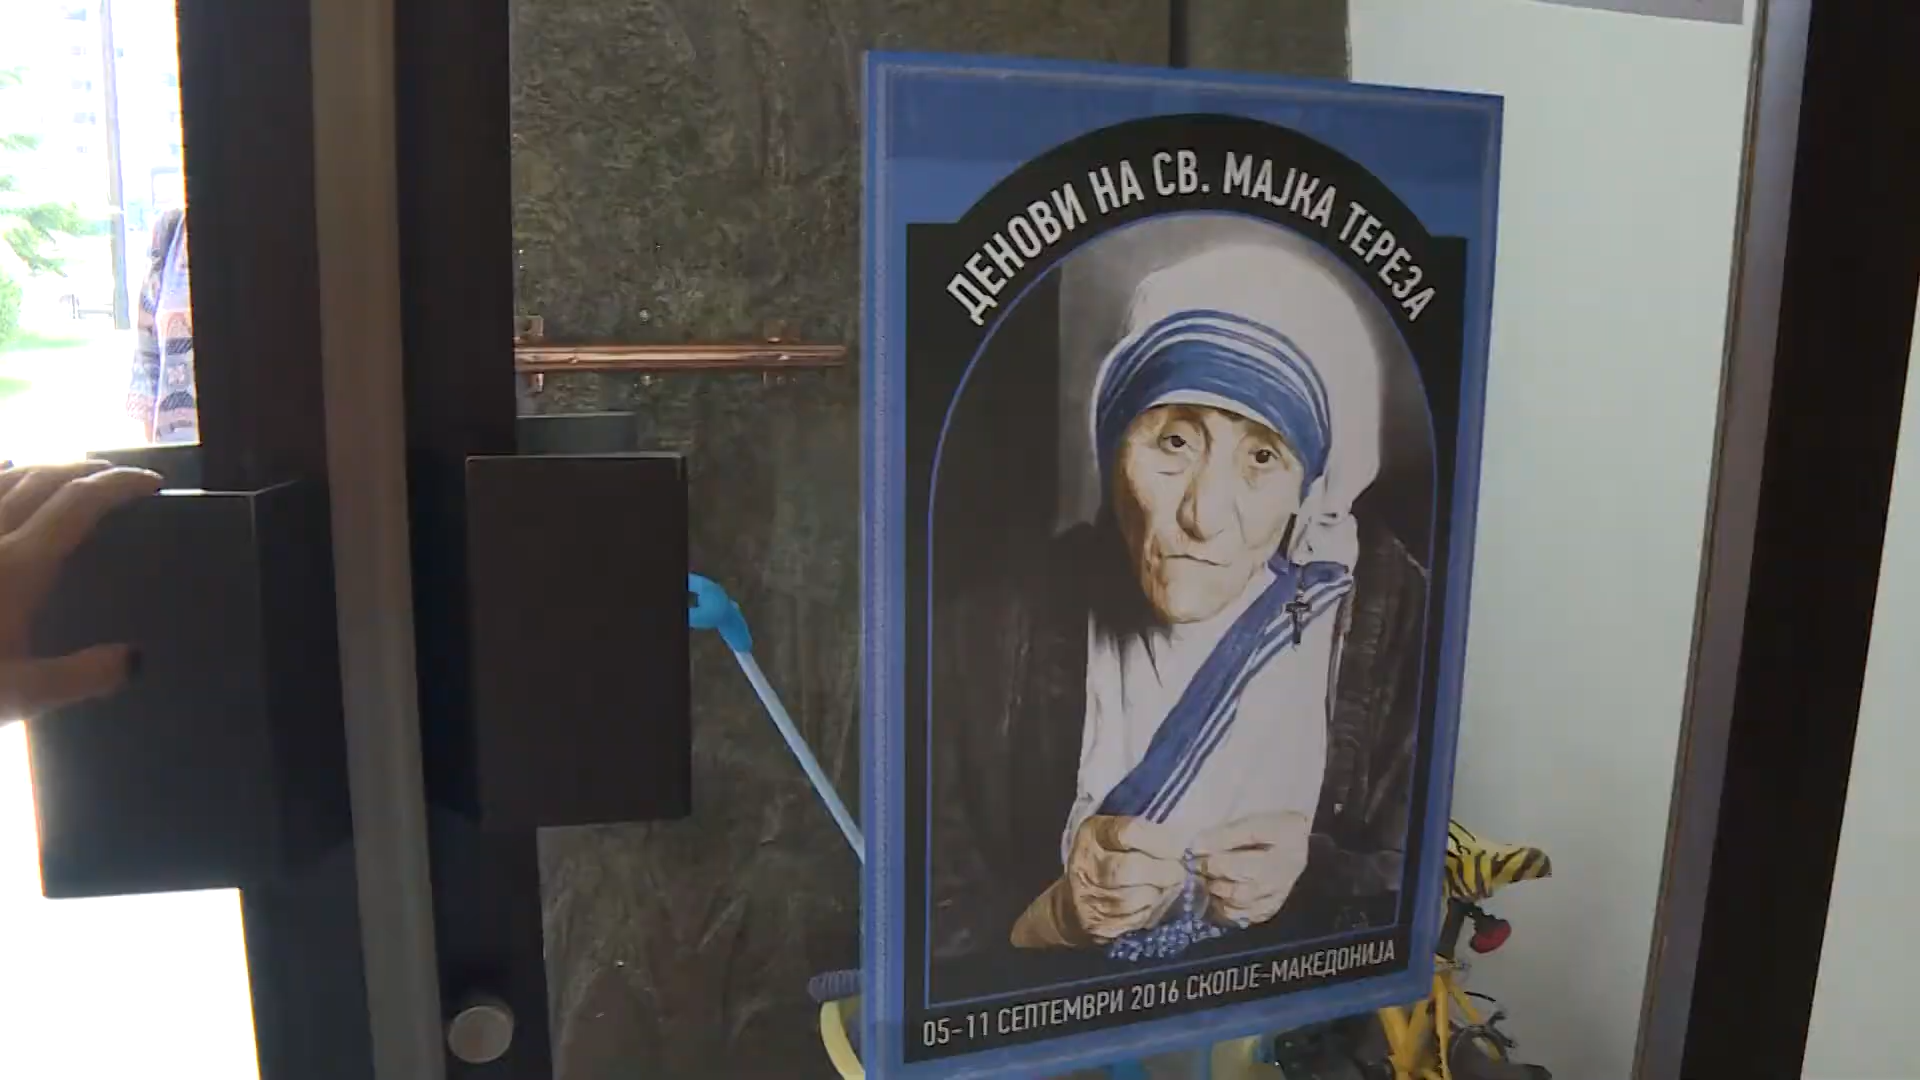 ДЕНОВИ НА СВ. МАЈКА ТЕРЕЗА
05-11 СЕПТЕМВРИ 2016 СКОПЈЕ-МАКЕДОНИЈА